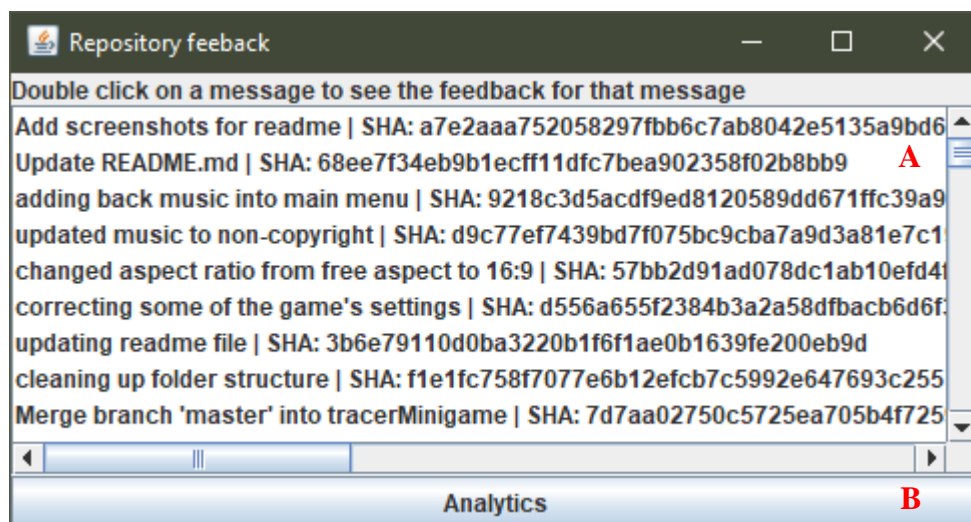 Repository feeback
Double click on a message to see the feedback for that message
Add screenshots for readme | SHA: a7e2aaa752058297fbb6c7ab8042e5135a9bd6
Update README.md | SHA: 68ee7f34eb9b1ecff11dfc7bea902358f02b8bb9 A
adding back music into main menu | SHA: 9218c3d5acdf9ed8120589dd671ffc39a9
updated music to non-copyright | SHA: d9c77ef7439bd7f075bc9cba7a9d3a81e7c1
changed aspect ratio from free aspect to 16:9 | SHA: 57bb2d91ad078dc1ab10efd4f
correcting some of the game's settings | SHA: d556a655f2384b3a2a58dfbacb6d6f
updating readme file | SHA: 3b6e79110d0ba3220b1f6f1ae0b1639fe200eb9d
cleaning up folder structure | SHA: f1e1fc758f7077e6b12efcb7c5992e647693c255
Merge branch 'master' into tracerMinigame | SHA: 7d7aa02750c5725ea705b4f725
Analytics B